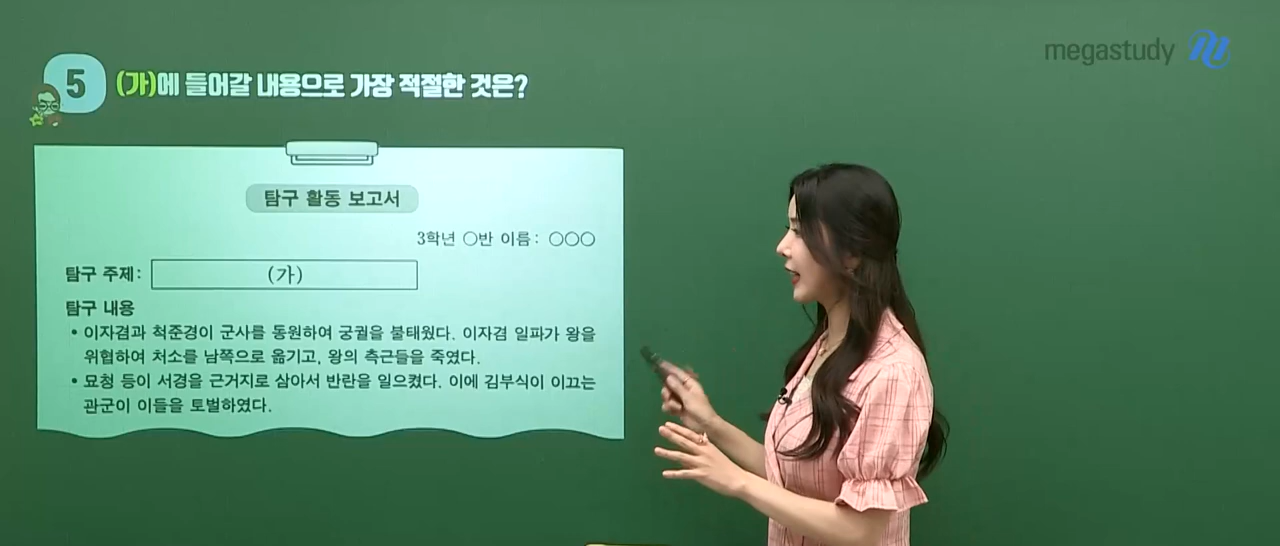 megastudy
5 (가)에 들어갈 내용으로 가장 적절한 것은?
탐구 활동 보고서
3학년 ○반 이름: ○○○
탐구 주제: (가)
탐구 내용
• 이자겸과 척준경이 군사를 동원하여 궁궐을 불태웠다. 이자겸 일파가 왕을
위협하여 처소를 남쪽으로 옮기고, 왕의 측근들을 죽였다.
• 묘청 등이 서경을 근거지로 삼아서 반란을 일으켰다. 이에 김부식이 이끄는
관군이 이들을 토벌하였다.